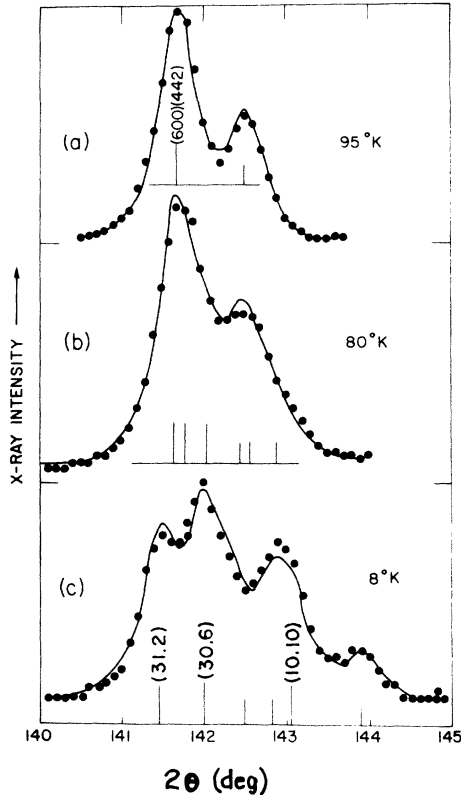 (a)
(600)(442)
95°K
(b)
80°K
X-RAY INTENSITY
(c)
8°K
(31.2)
(30.6)
(10.10)
140 141 142 143 144 145
2θ (deg)